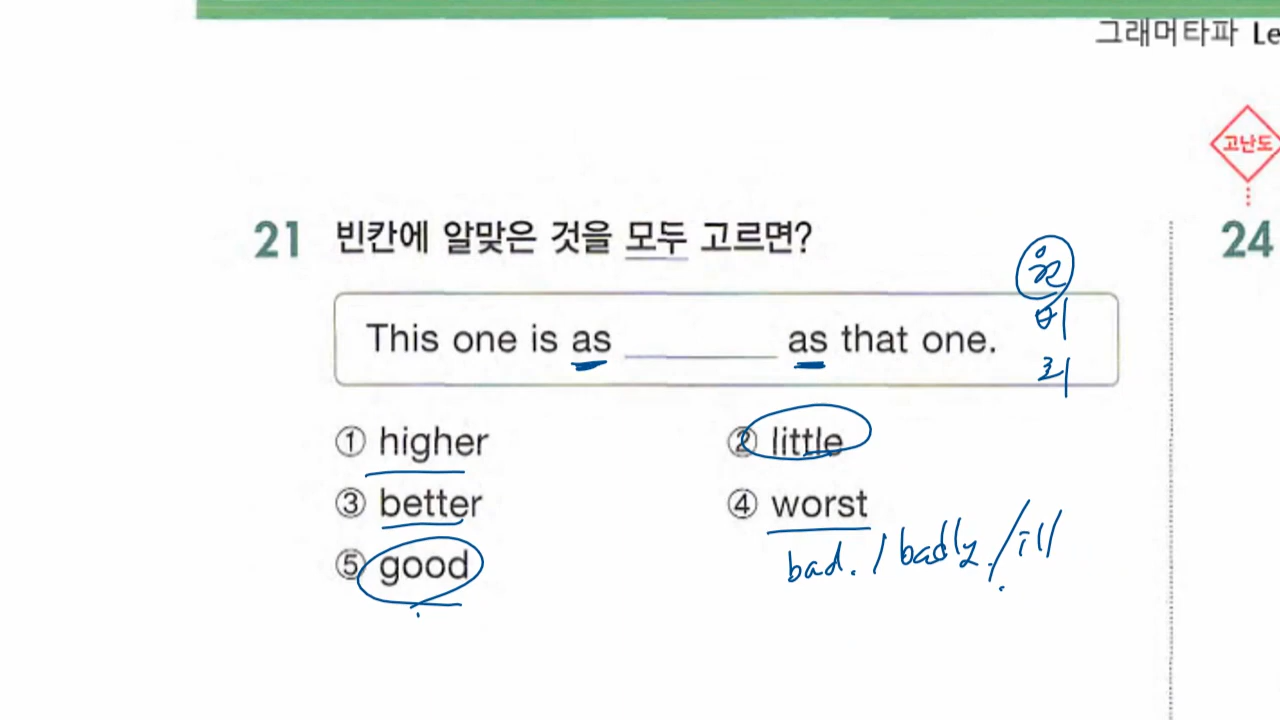 그래머타파 Le
고난도
21 빈칸에 알맞은 것을 모두 고르면?
24
원
비
최
This one is as ________ as that one.
① higher
② little
③ better
④ worst
bad. / badly. / ill
⑤ good